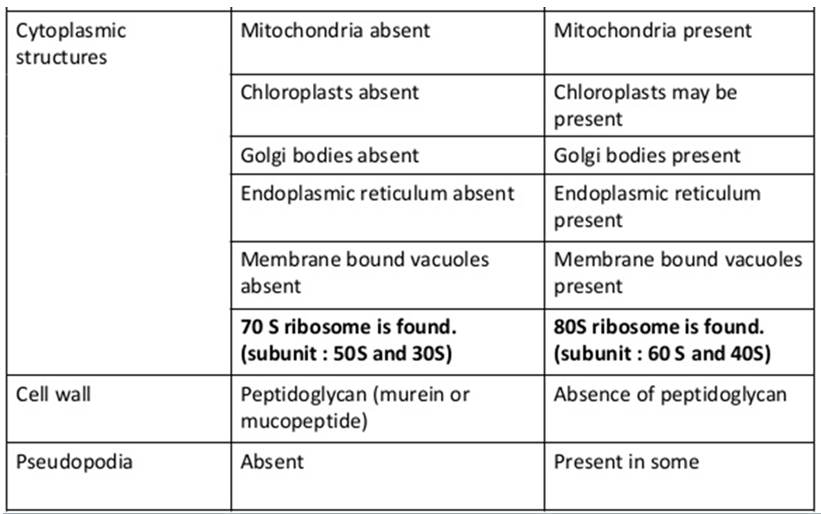 Cytoplasmic
structures
Mitochondria absent
Mitochondria present
Chloroplasts absent
Chloroplasts may be
present
Golgi bodies absent
Golgi bodies present
Endoplasmic reticulum absent
Endoplasmic reticulum
present
Membrane bound vacuoles
absent
Membrane bound vacuoles
present
70 S ribosome is found.
(subunit : 50S and 30S)
80S ribosome is found.
(subunit : 60 S and 40S)
Cell wall
Peptidoglycan (murein or
mucopeptide)
Absence of peptidoglycan
Pseudopodia
Absent
Present in some